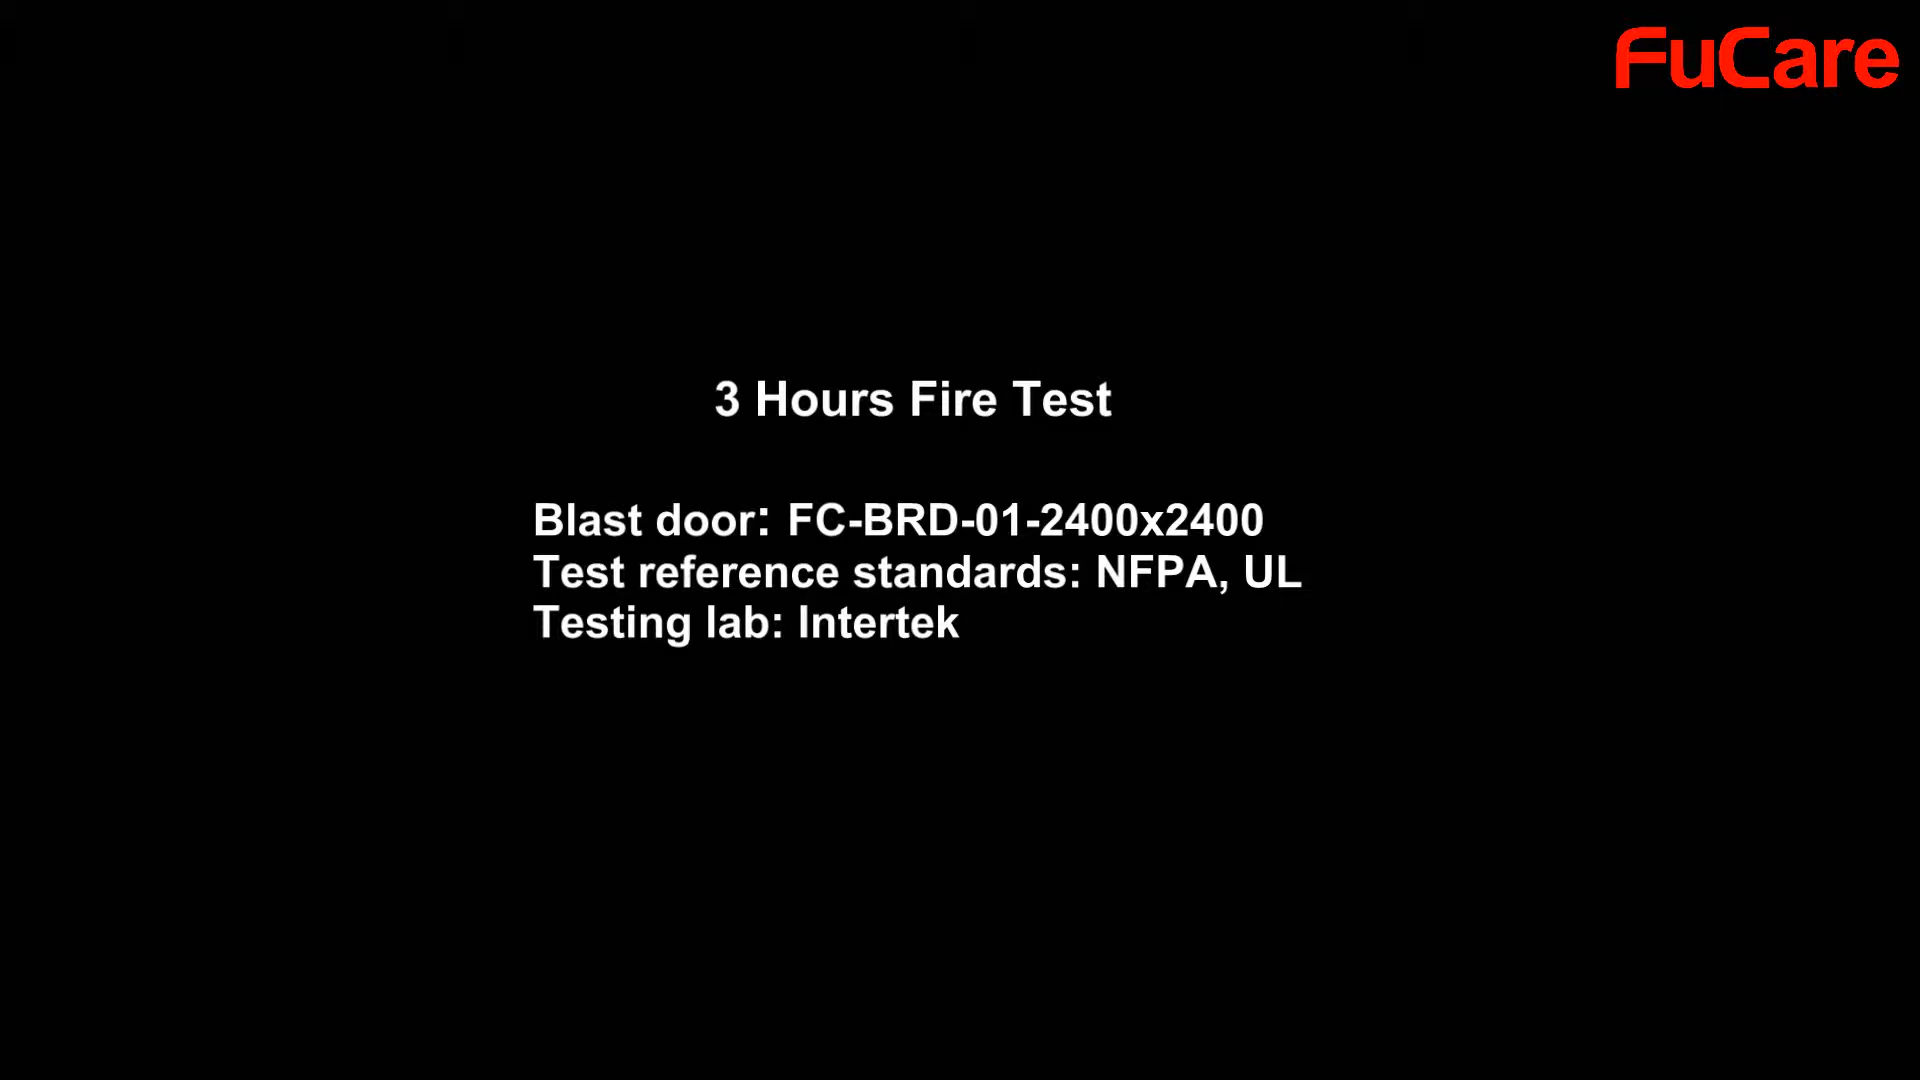 FuCare
3 Hours Fire Test
Blast door: FC-BRD-01-2400x2400
Test reference standards: NFPA, UL
Testing lab: Intertek